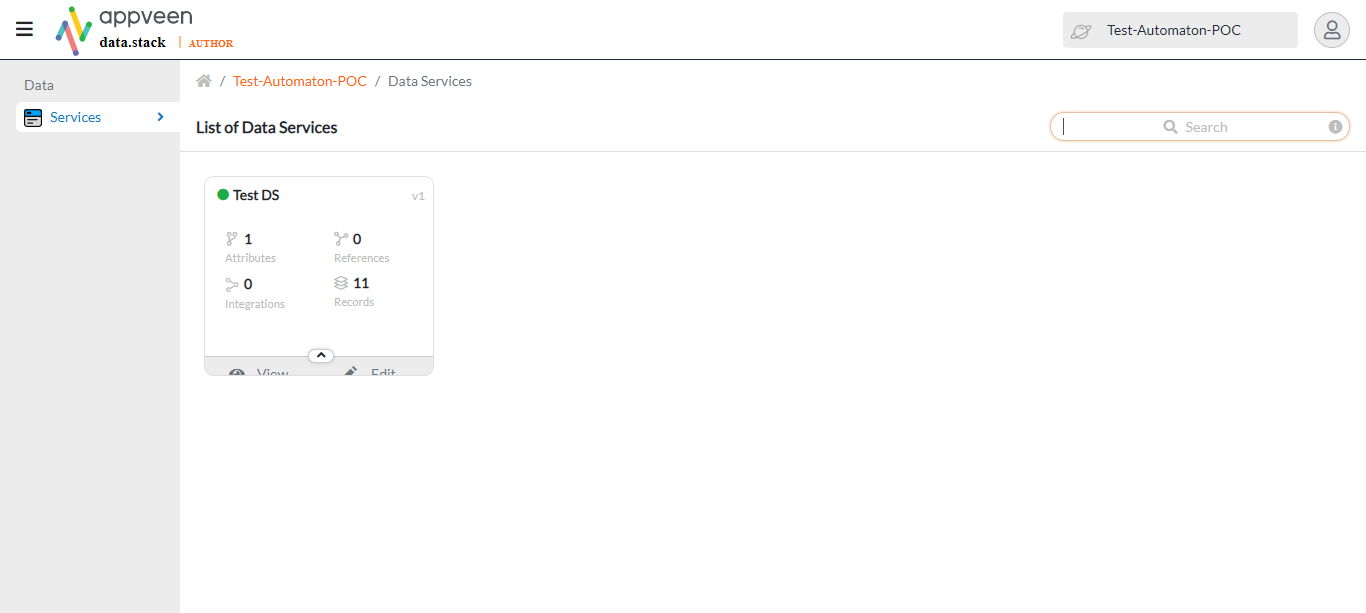 appveen
data.stack | AUTHOR
Test-Automaton-POC
Data
Services
/ Test-Automaton-POC / Data Services
List of Data Services
Search
Test DS
v1
1
Attributes
0
References
0
Integrations
11
Records
View
Edit